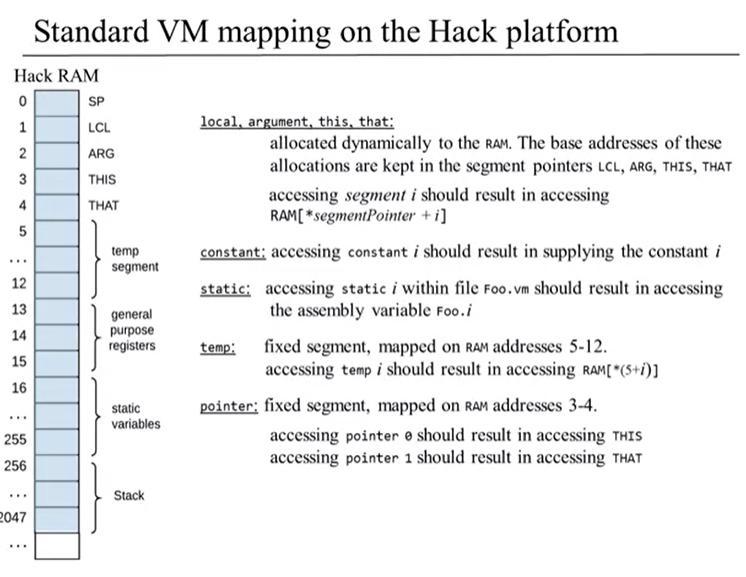 Standard VM mapping on the Hack platform
Hack RAM
0 SP
1 LCL
2 ARG
3 THIS
4 THAT
5
...
12
temp
segment
13
14
15
general
purpose
registers
16
...
255
static
variables
256
...
2047
Stack
...
local, argument, this, that:
allocated dynamically to the RAM. The base addresses of these
allocations are kept in the segment pointers LCL, ARG, THIS, THAT
accessing segment i should result in accessing
RAM[*segmentPointer + i]
constant: accessing constant i should result in supplying the constant i
static: accessing static i within file Foo.vm should result in accessing
the assembly variable Foo.i
temp: fixed segment, mapped on RAM addresses 5-12.
accessing temp i should result in accessing RAM[*(5+i)]
pointer: fixed segment, mapped on RAM addresses 3-4.
accessing pointer 0 should result in accessing THIS
accessing pointer 1 should result in accessing THAT